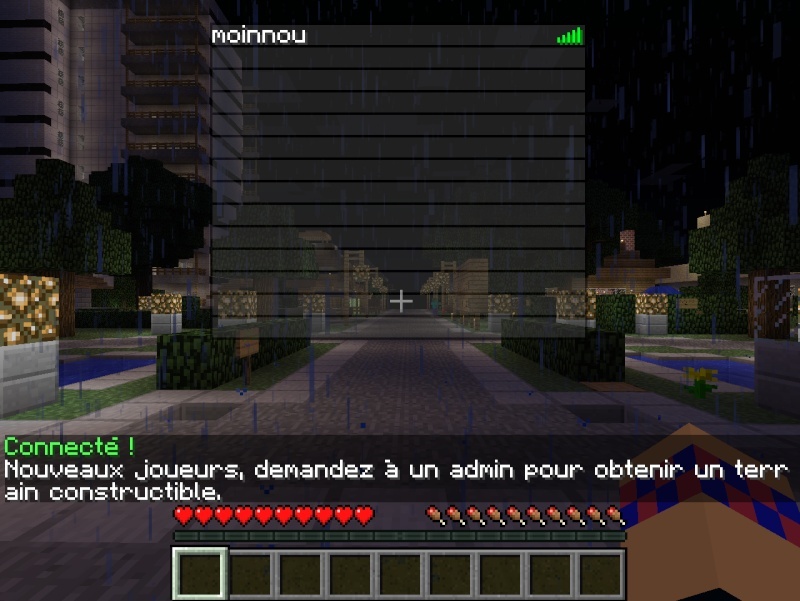 moinnou
Connecté !
Nouveaux joueurs, demandez à un admin pour obtenir un terr
ain constructible.